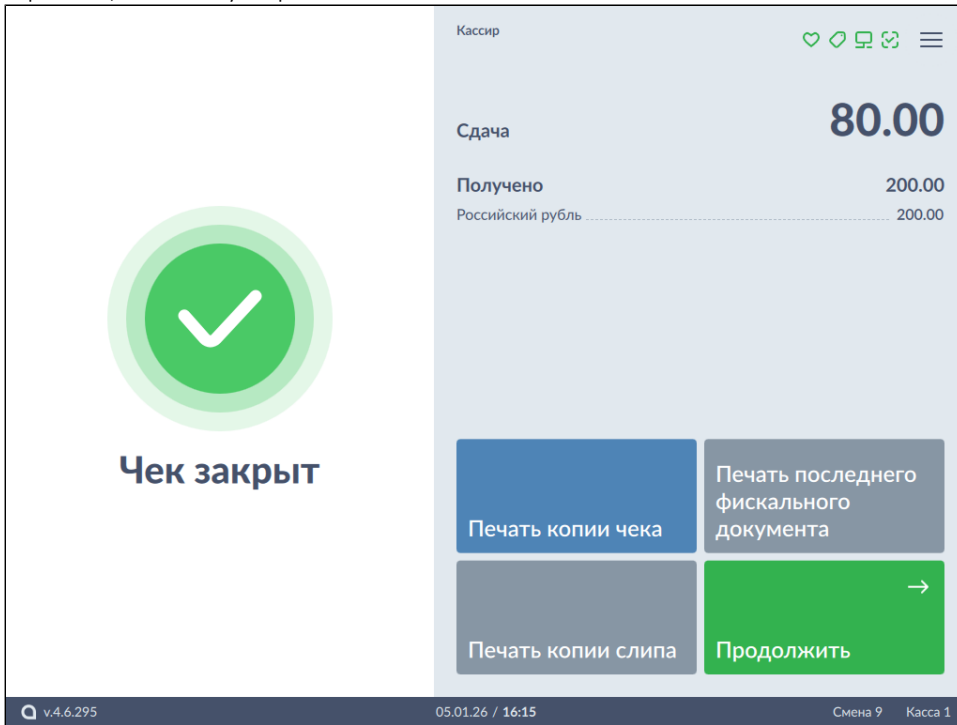 Кассир
Сдача 80.00
Получено 200.00
Российский рубль 200.00
Чек закрыт
Печать копии чека
Печать последнего
фискального
документа
Печать копии слипа
Продолжить
v.4.6.295 05.01.26 / 16:15 Смена 9 Касса 1